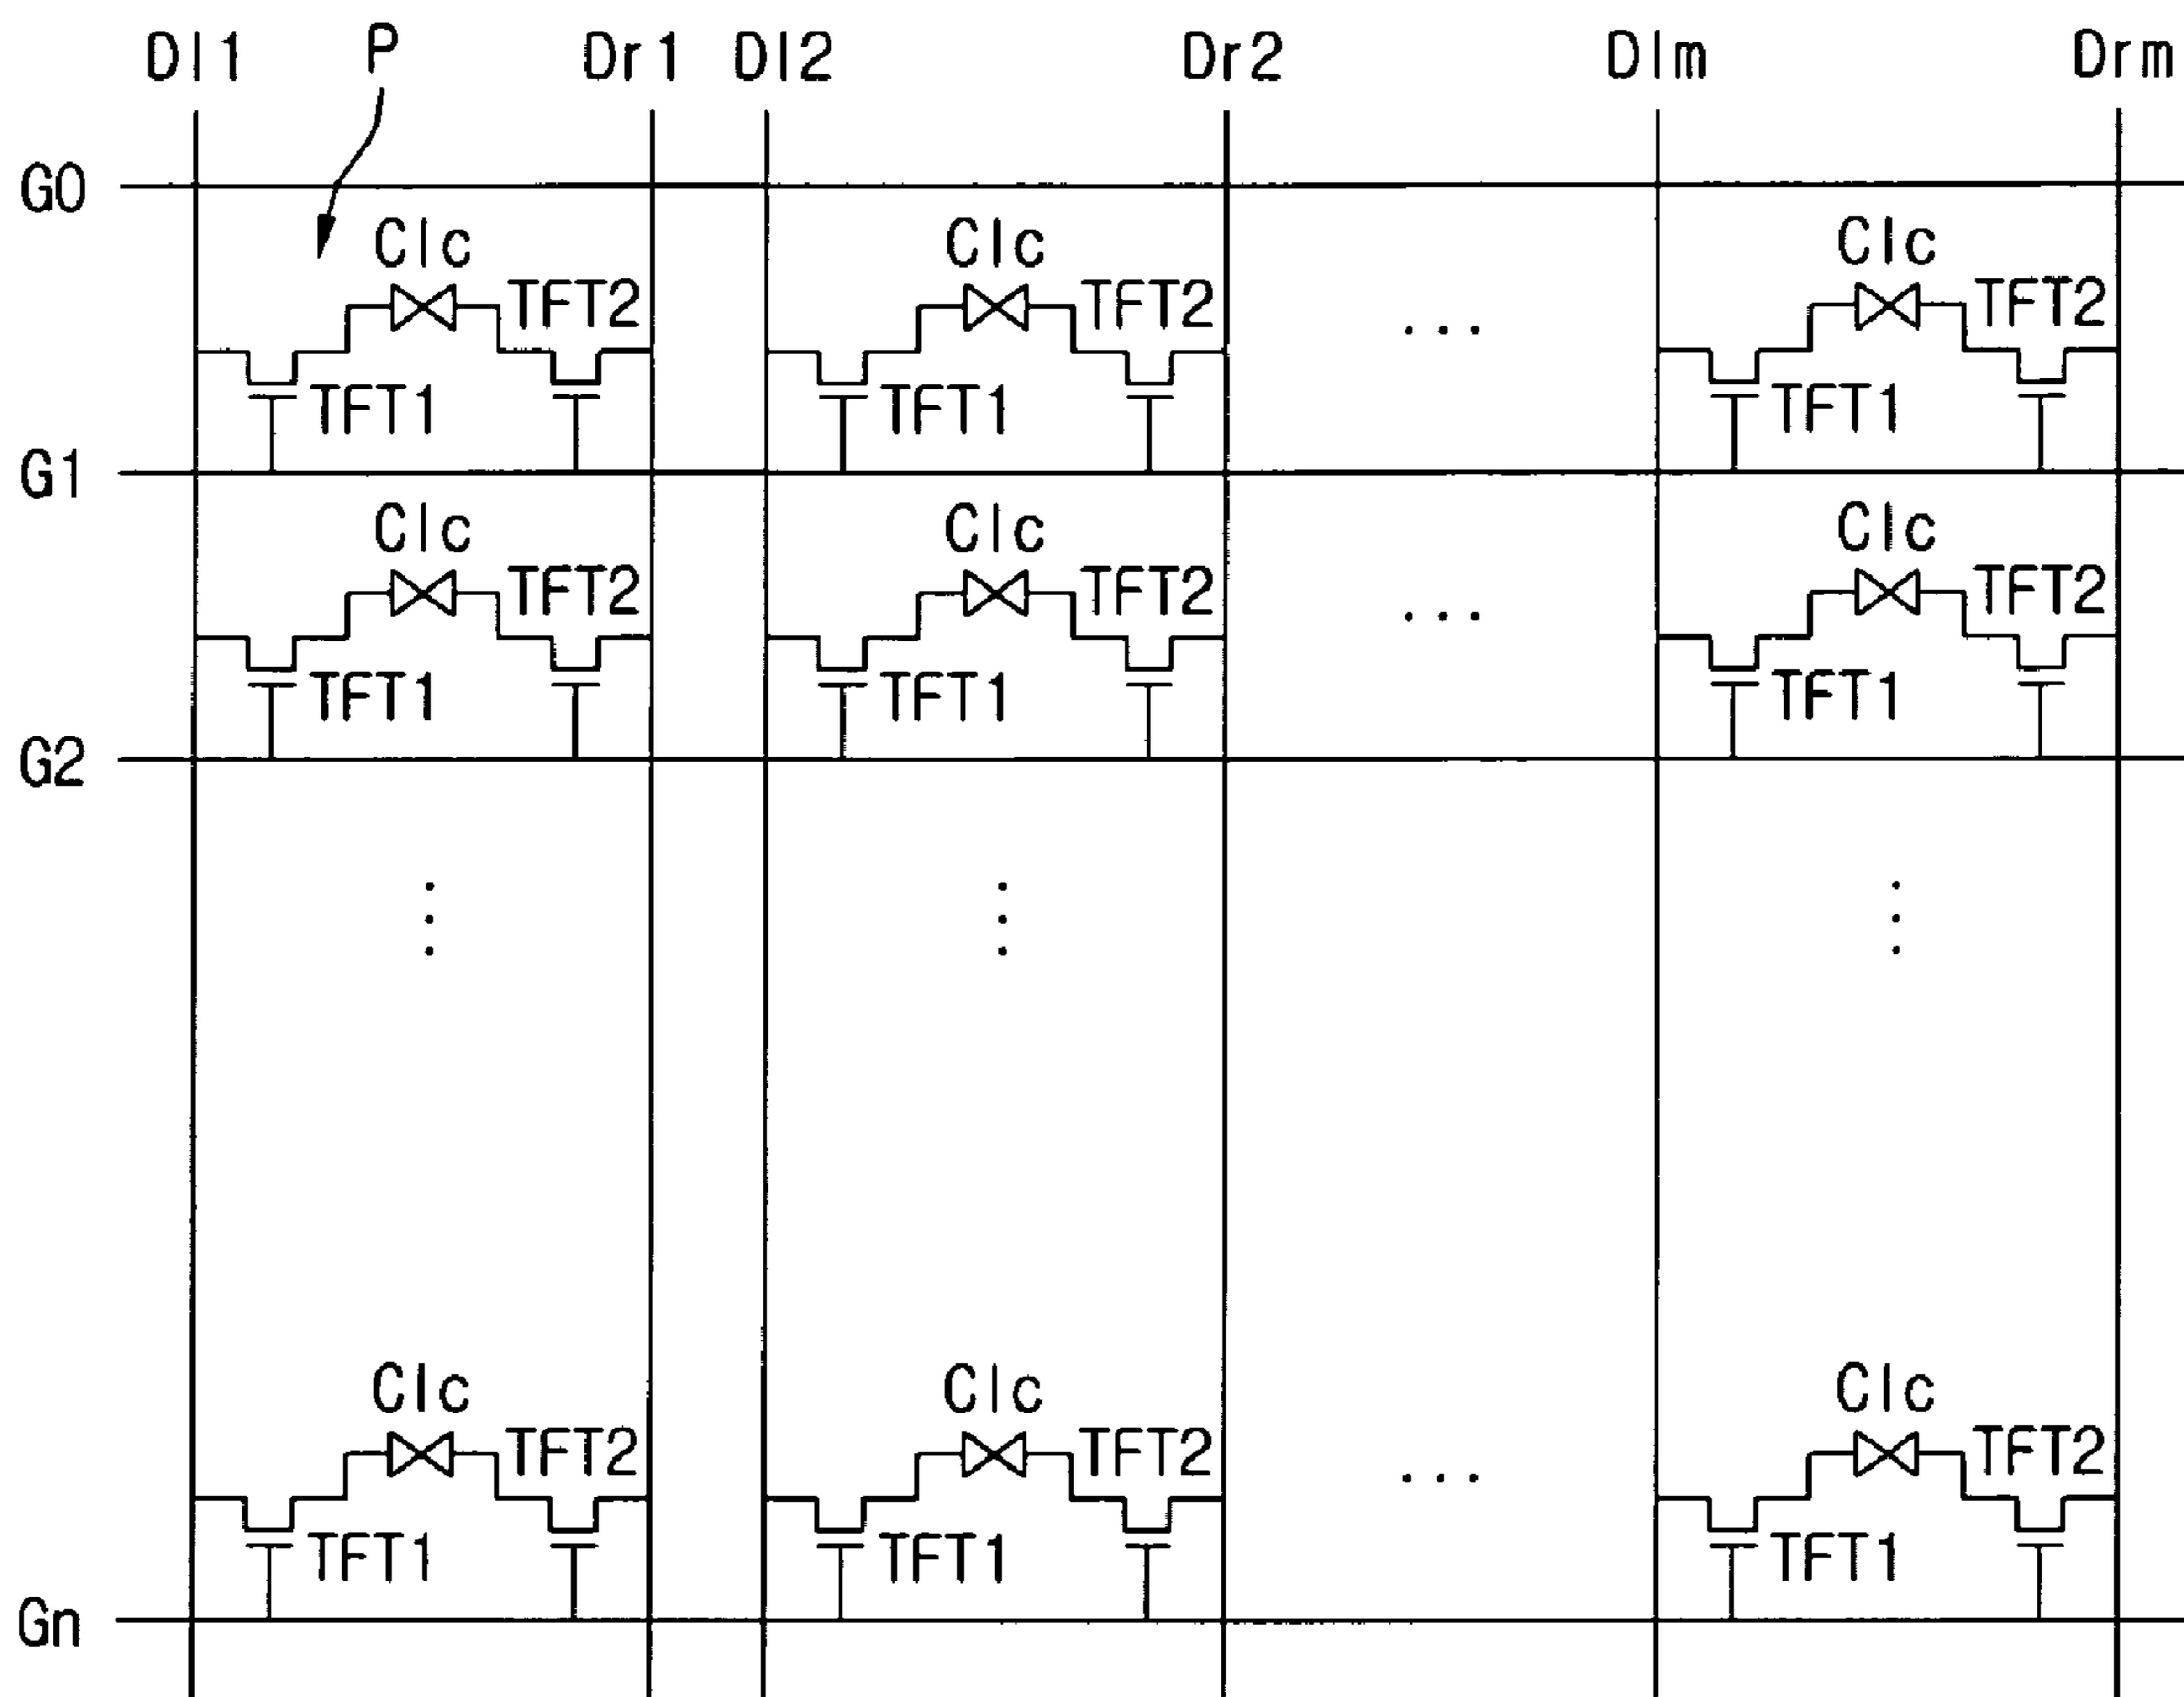 Dl1 P Dr1 Dl2 Dr2 Dlm Drm
G0
Clc Clc Clc
TFT2 TFT2 ... TFT2
TFT1 TFT1 TFT1
G1
Clc Clc Clc
TFT2 TFT2 ... TFT2
TFT1 TFT1 TFT1
G2
Clc Clc Clc
TFT2 TFT2 ... TFT2
TFT1 TFT1 TFT1
Gn